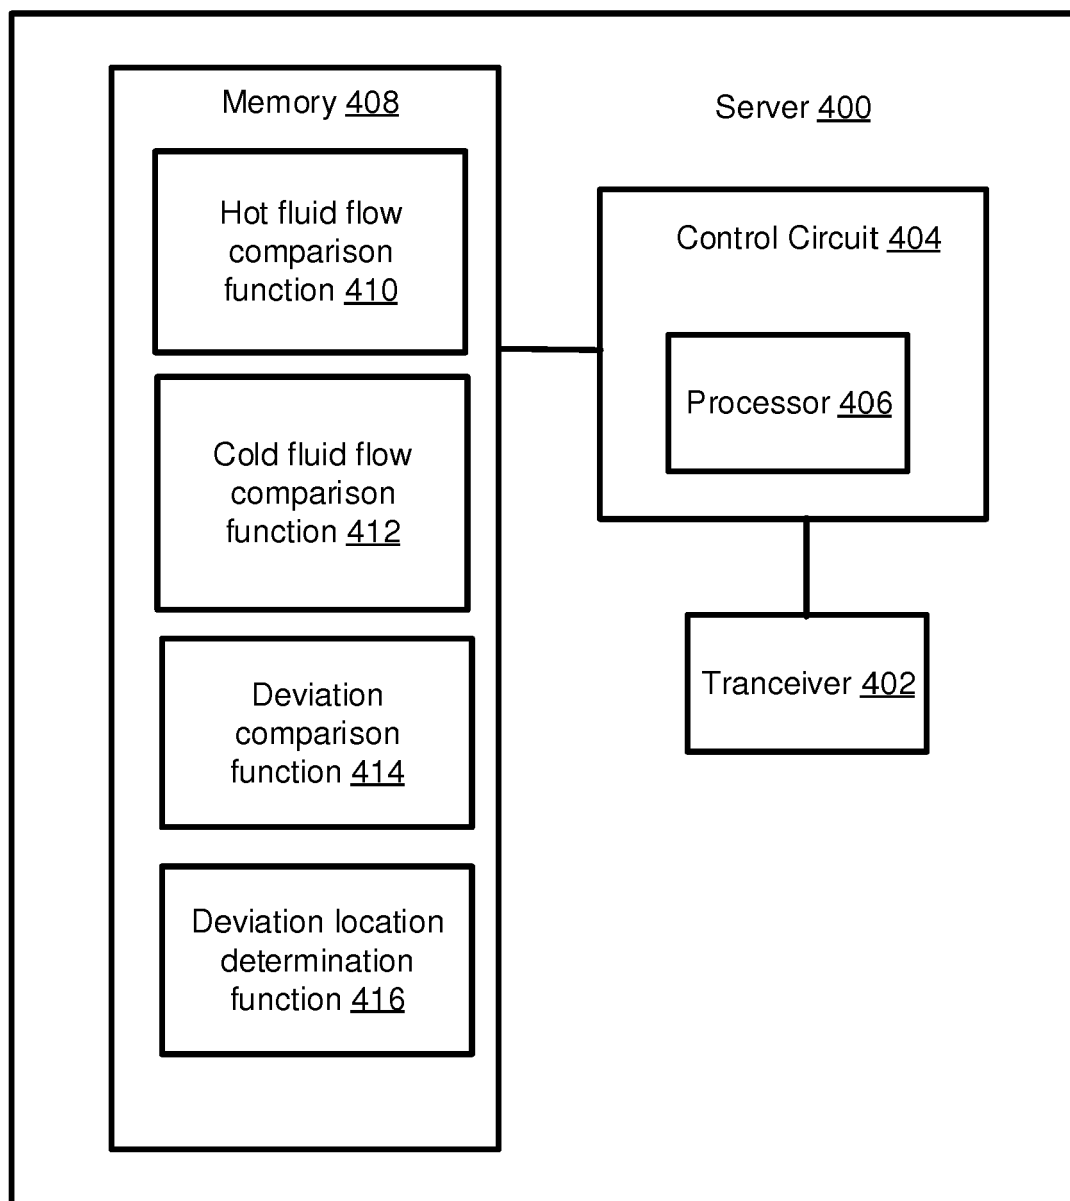 Memory 408
Hot fluid flow
comparison
function 410
Cold fluid flow
comparison
function 412
Deviation
comparison
function 414
Deviation location
determination
function 416
Server 400
Control Circuit 404
Processor 406
Tranceiver 402